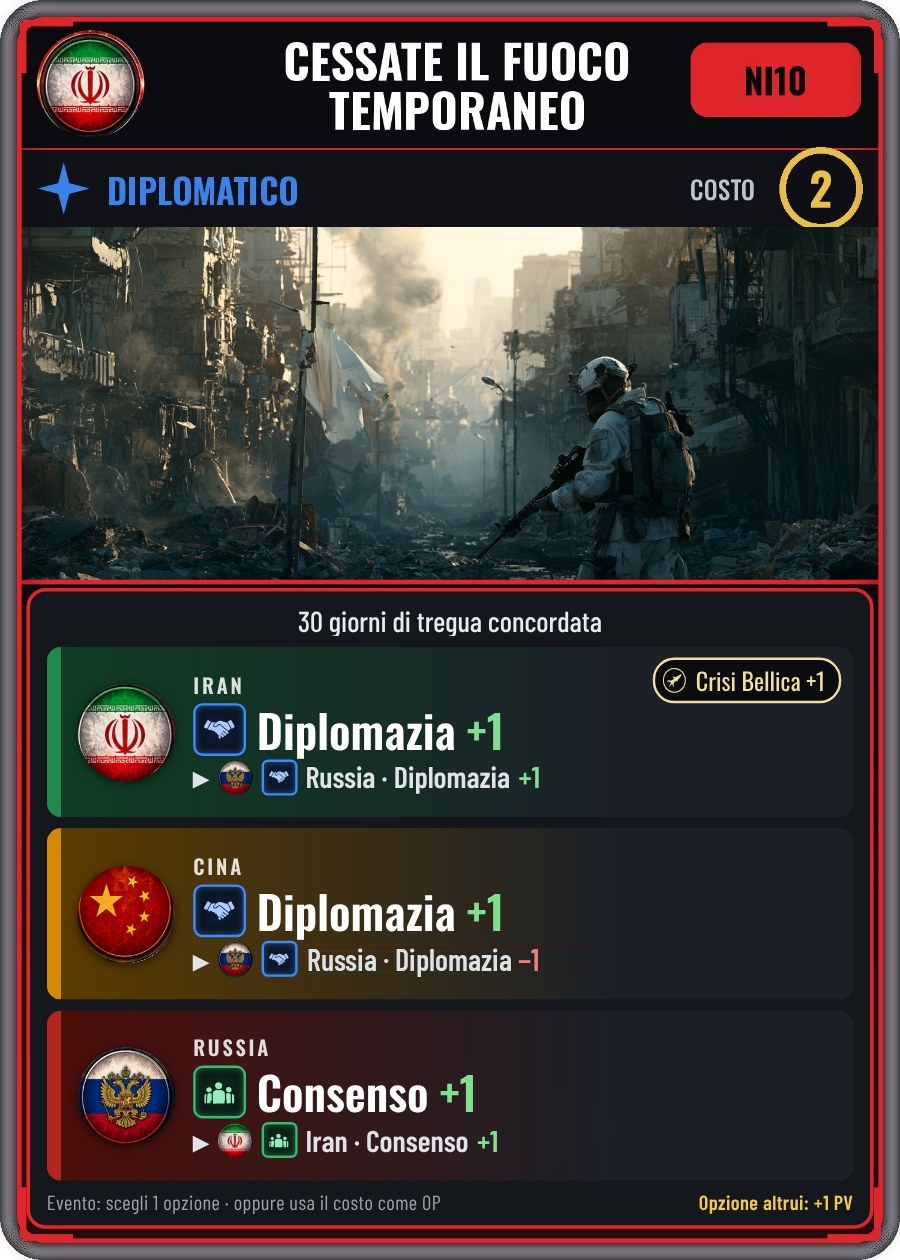 CESSATE IL FUOCO
TEMPORANEO
NI10
DIPLOMATICO
COSTO
2
30 giorni di tregua concordata
IRAN
Crisi Bellica +1
Diplomazia +1
▶ Russia · Diplomazia +1
CINA
Diplomazia +1
▶ Russia · Diplomazia −1
RUSSIA
Consenso +1
▶ Iran · Consenso +1
Evento: scegli 1 opzione · oppure usa il costo come OP
Opzione altrui: +1 PV